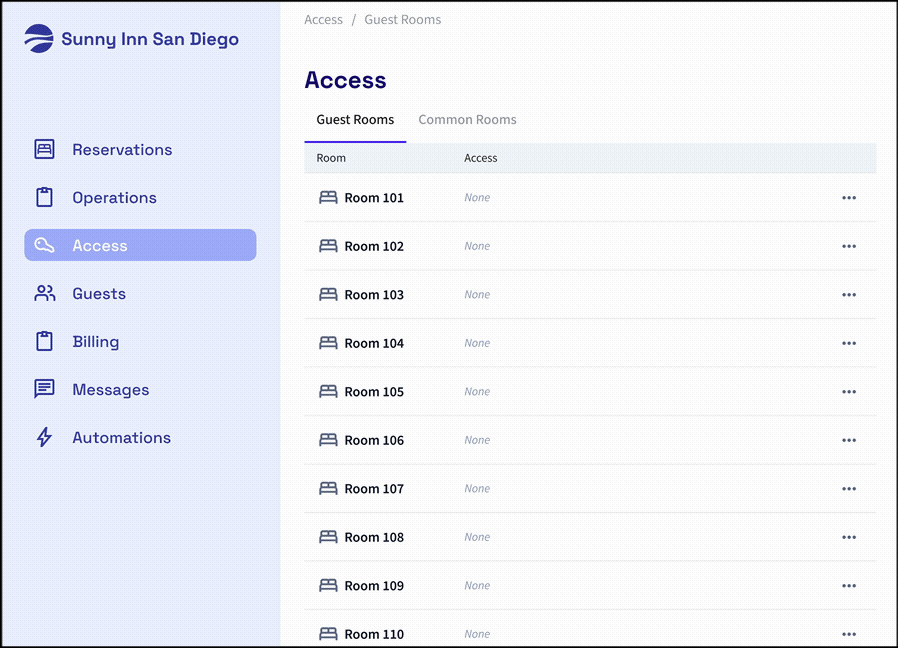 Sunny Inn San Diego
Reservations
Operations
Access
Guests
Billing
Messages
Automations
Access / Guest Rooms
Access
Guest Rooms Common Rooms
Room Access
Room 101 None
Room 102 None
Room 103 None
Room 104 None
Room 105 None
Room 106 None
Room 107 None
Room 108 None
Room 109 None
Room 110 None